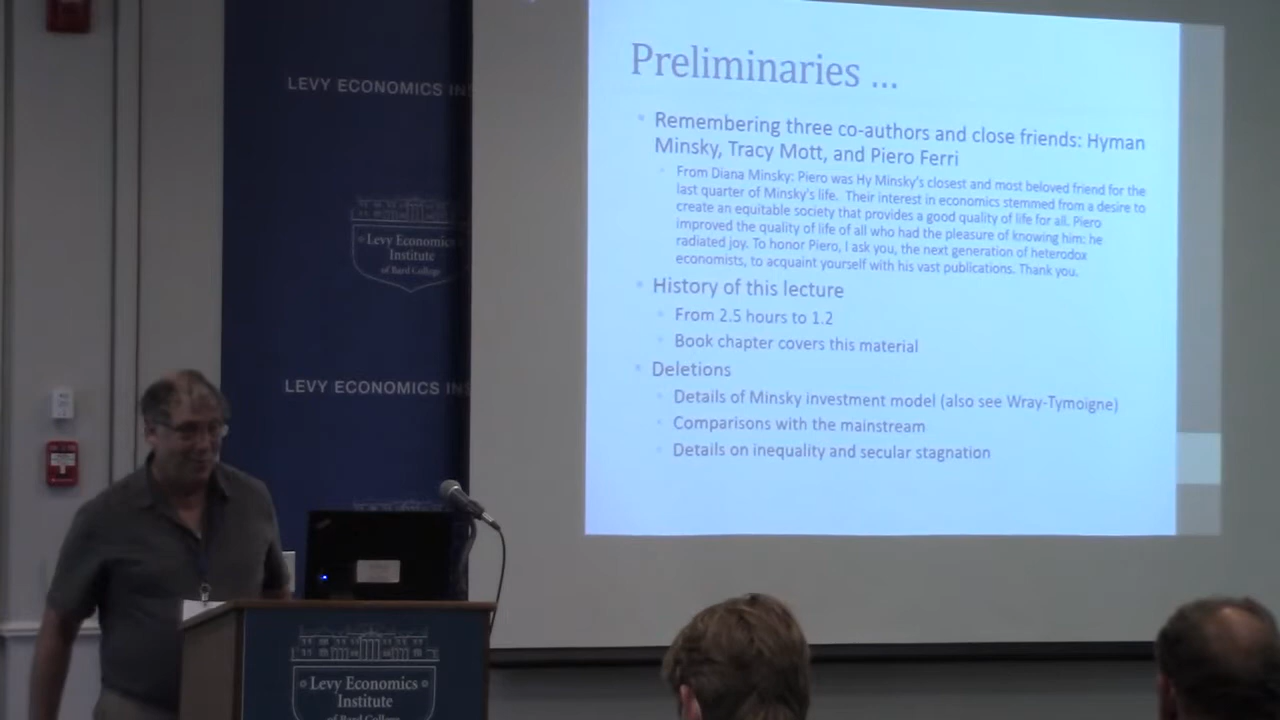 LEVY ECONOMICS IN
Levy Economics
Institute
of Bard College
LEVY ECONOMICS INS
Preliminaries ...
Remembering three co-authors and close friends: Hyman
Minsky, Tracy Mott, and Piero Ferri
From Diana Minsky: Piero was Hy Minsky's closest and most beloved friend for the
last quarter of Minsky's life. Their interest in economics stemmed from a desire to
create an equitable society that provides a good quality of life for all. Piero
improved the quality of life of all who had the pleasure of knowing him: he
radiated joy. To honor Piero, I ask you, the next generation of heterodox
economists, to acquaint yourself with his vast publications. Thank you.
History of this lecture
From 2.5 hours to 1.2
Book chapter covers this material
Deletions
Details of Minsky investment model (also see Wray-Tymoigne)
Comparisons with the mainstream
Details on inequality and secular stagnation
Levy Economics
Institute
of Bard College